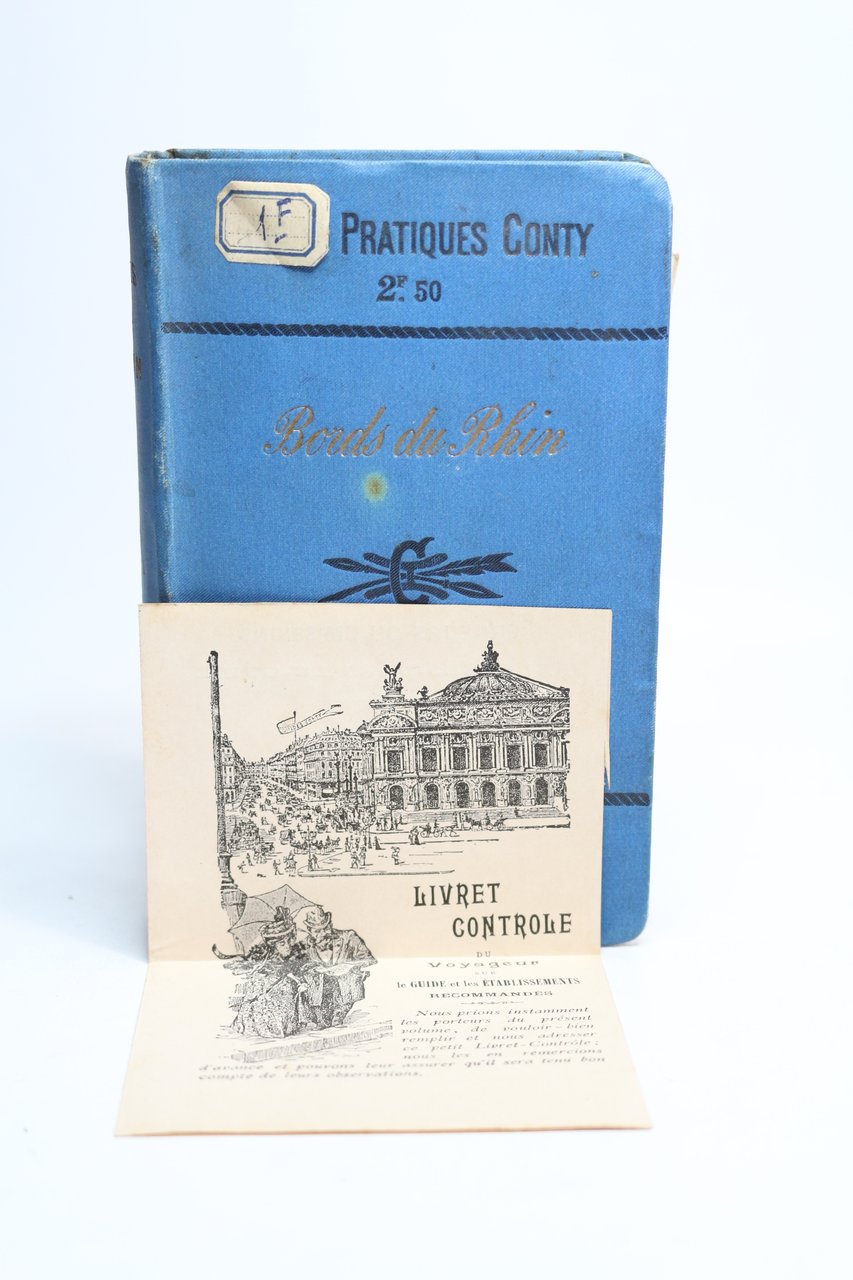 1F
PRATIQUES CONTY
2F. 50
Bords du Rhin
LIVRET
CONTROLE
DU
Voyageur
SUR
le GUIDE et les ÉTABLISSEMENTS
RECOMMANDÉS
Nous prions instamment
les porteurs du présent
volume, de vouloir-bien
remplir et nous adresser
ce petit Livret-Contrôle;
nous les en remercions
d'avance et pouvons leur assurer qu'il sera tenu bon
compte de leurs observations.